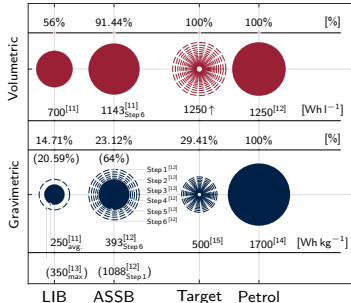 56% 91.44% 100% 100% [%]
Volumetric
700[11] 1143[11]Step 6 1250↑ 1250[12] [Wh l−1]
14.71% 23.12% 29.41% 100% [%]
(20.59%) (64%)
Gravimetric
Step 1[12]
Step 2[12]
Step 3[12]
Step 4[12]
Step 5[12]
Step 6[12]
250[11]avg. 393[12]Step 6 500[15] 1700[14] [Wh kg−1]
(350[13]max) (1088[12]Step 1)
LIB ASSB Target Petrol